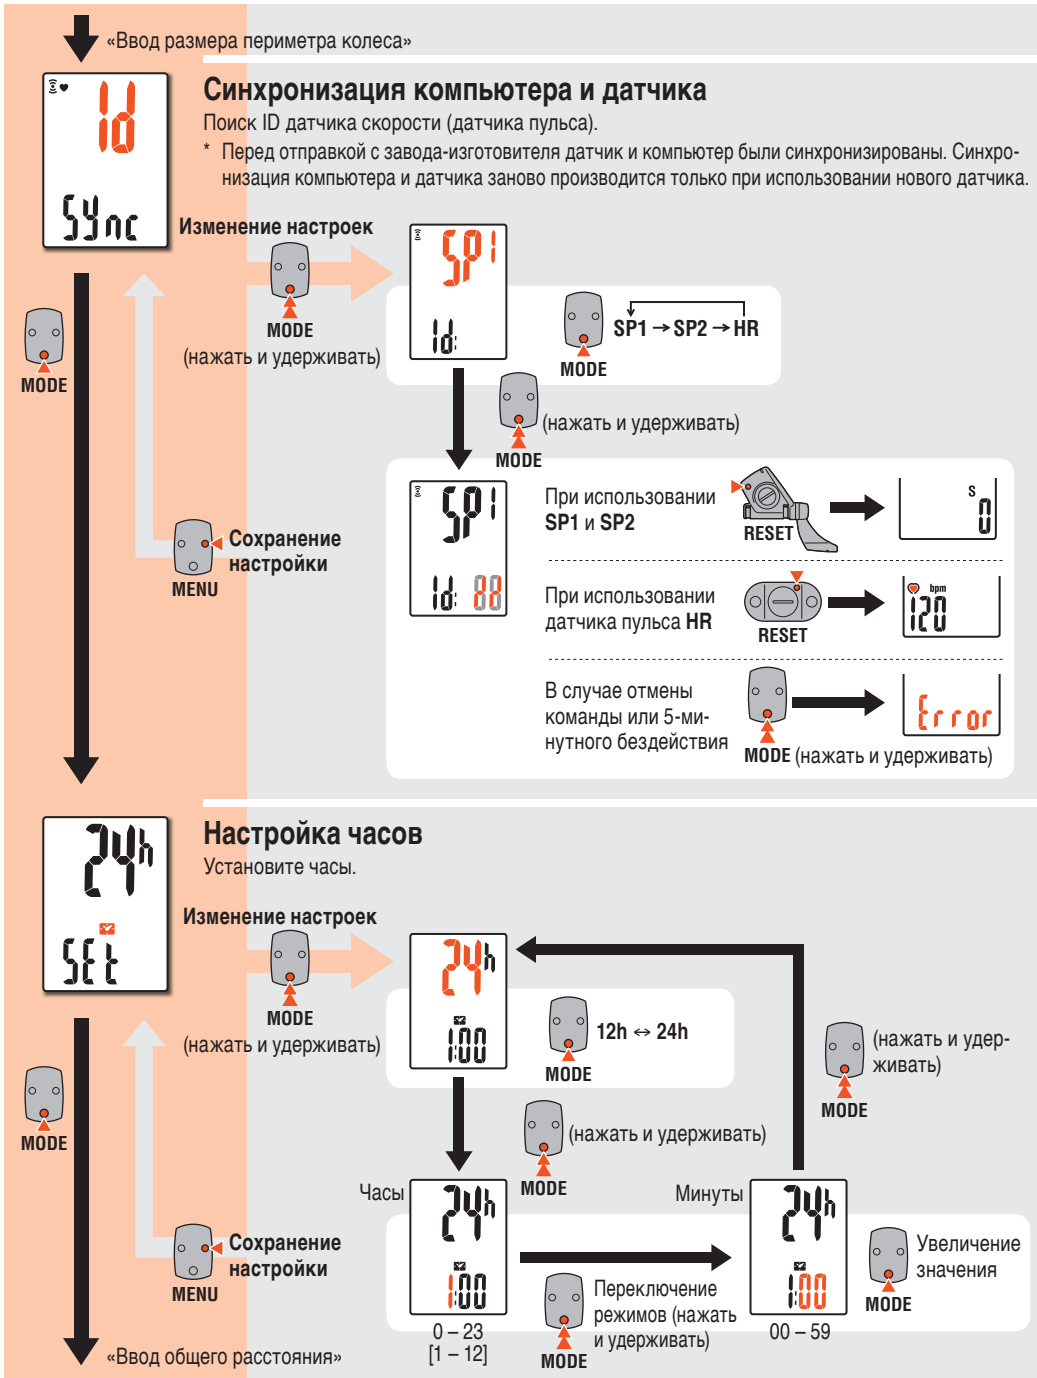 «Ввод размера периметра колеса»
Id
SYnc
Синхронизация компьютера и датчика
Поиск ID датчика скорости (датчика пульса).
* Перед отправкой с завода-изготовителя датчик и компьютер были синхронизированы. Синхро-
низация компьютера и датчика заново производится только при использовании нового датчика.
Изменение настроек
MODE
(нажать и удерживать)
SP1
Id:
MODE
SP1 → SP2 → HR
MODE
(нажать и удерживать)
MODE
SP1
Id:
При использовании
SP1 и SP2
RESET
S
0
При использовании
датчика пульса HR
RESET
bpm
120
В случае отмены
команды или 5-ми-
нутного бездействия
MODE (нажать и удерживать)
Error
Сохранение
настройки
MENU
24h
SEt
Настройка часов
Установите часы.
Изменение настроек
MODE
(нажать и удерживать)
24h
1:00
MODE
12h ↔ 24h
(нажать и удер-
живать)
MODE
MODE
(нажать и удерживать)
MODE
Часы
24h
1:00
0 – 23
[1 – 12]
Переключение
режимов (нажать
и удерживать)
MODE
Минуты
24h
1:00
00 – 59
Увеличение
значения
MODE
Сохранение
настройки
MENU
«Ввод общего расстояния»